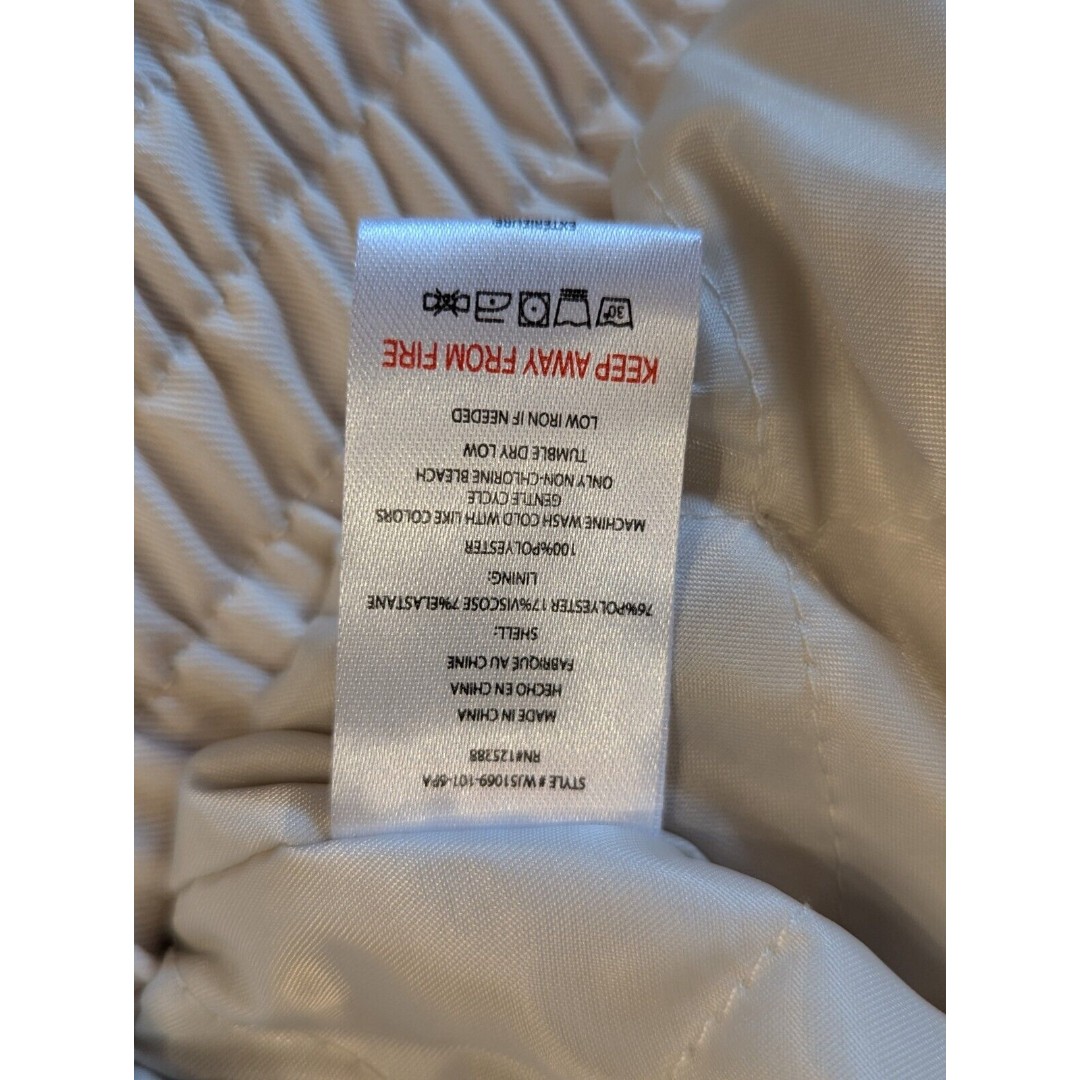 STYLE # WJ51069-101-6PA
RN#125388
MADE IN CHINA
HECHO EN CHINA
FABRIQUÉ AU CHINE
SHELL:
76%POLYESTER 17%VISCOSE 7%ELASTANE
LINING:
100%POLYESTER
MACHINE WASH COLD WITH LIKE COLORS
GENTLE CYCLE
ONLY NON-CHLORINE BLEACH
TUMBLE DRY LOW
LOW IRON IF NEEDED
KEEP AWAY FROM FIRE
30°
EXTÉRIEURE: